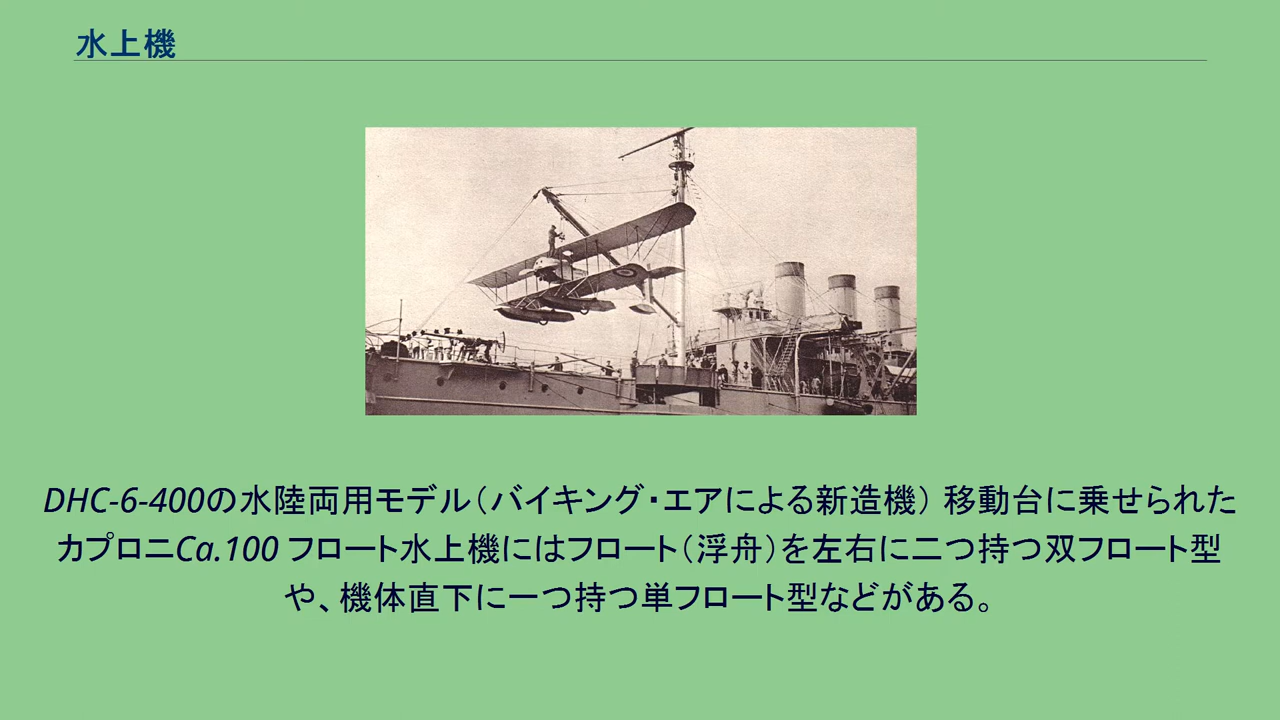 水上機
DHC-6-400の水陸両用モデル（バイキング・エアによる新造機） 移動台に乗せられた
カプロニCa.100 フロート水上機にはフロート（浮舟）を左右に二つ持つ双フロート型
や、機体直下に一つ持つ単フロート型などがある。